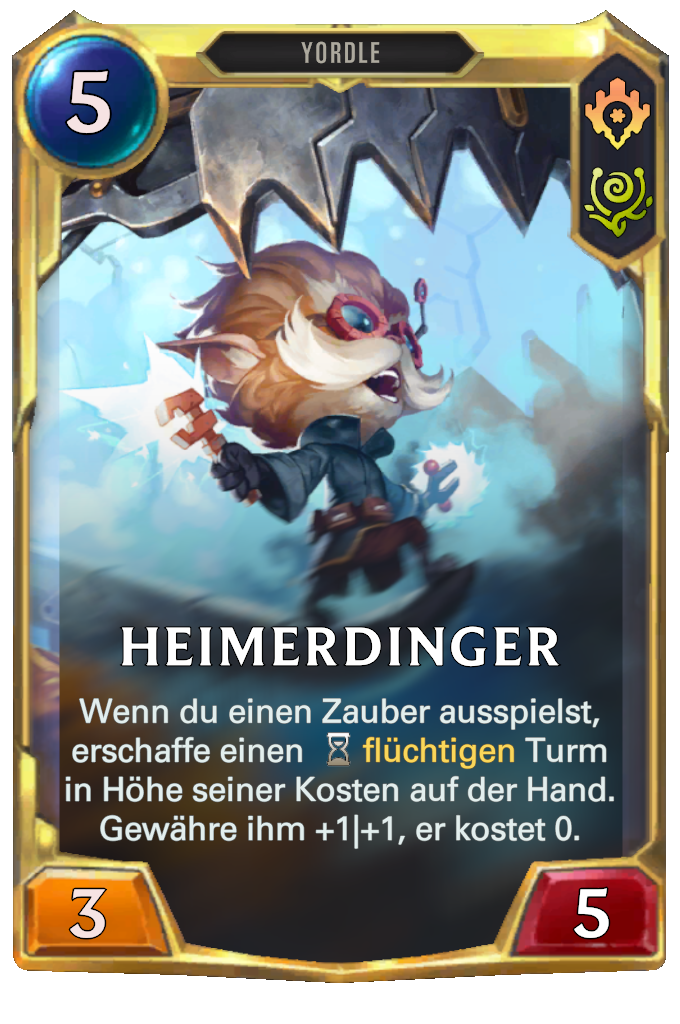 YORDLE
5
HEIMERDINGER
Wenn du einen Zauber ausspielst,
erschaffe einen flüchtigen Turm
in Höhe seiner Kosten auf der Hand.
Gewähre ihm +1|+1, er kostet 0.
3
5